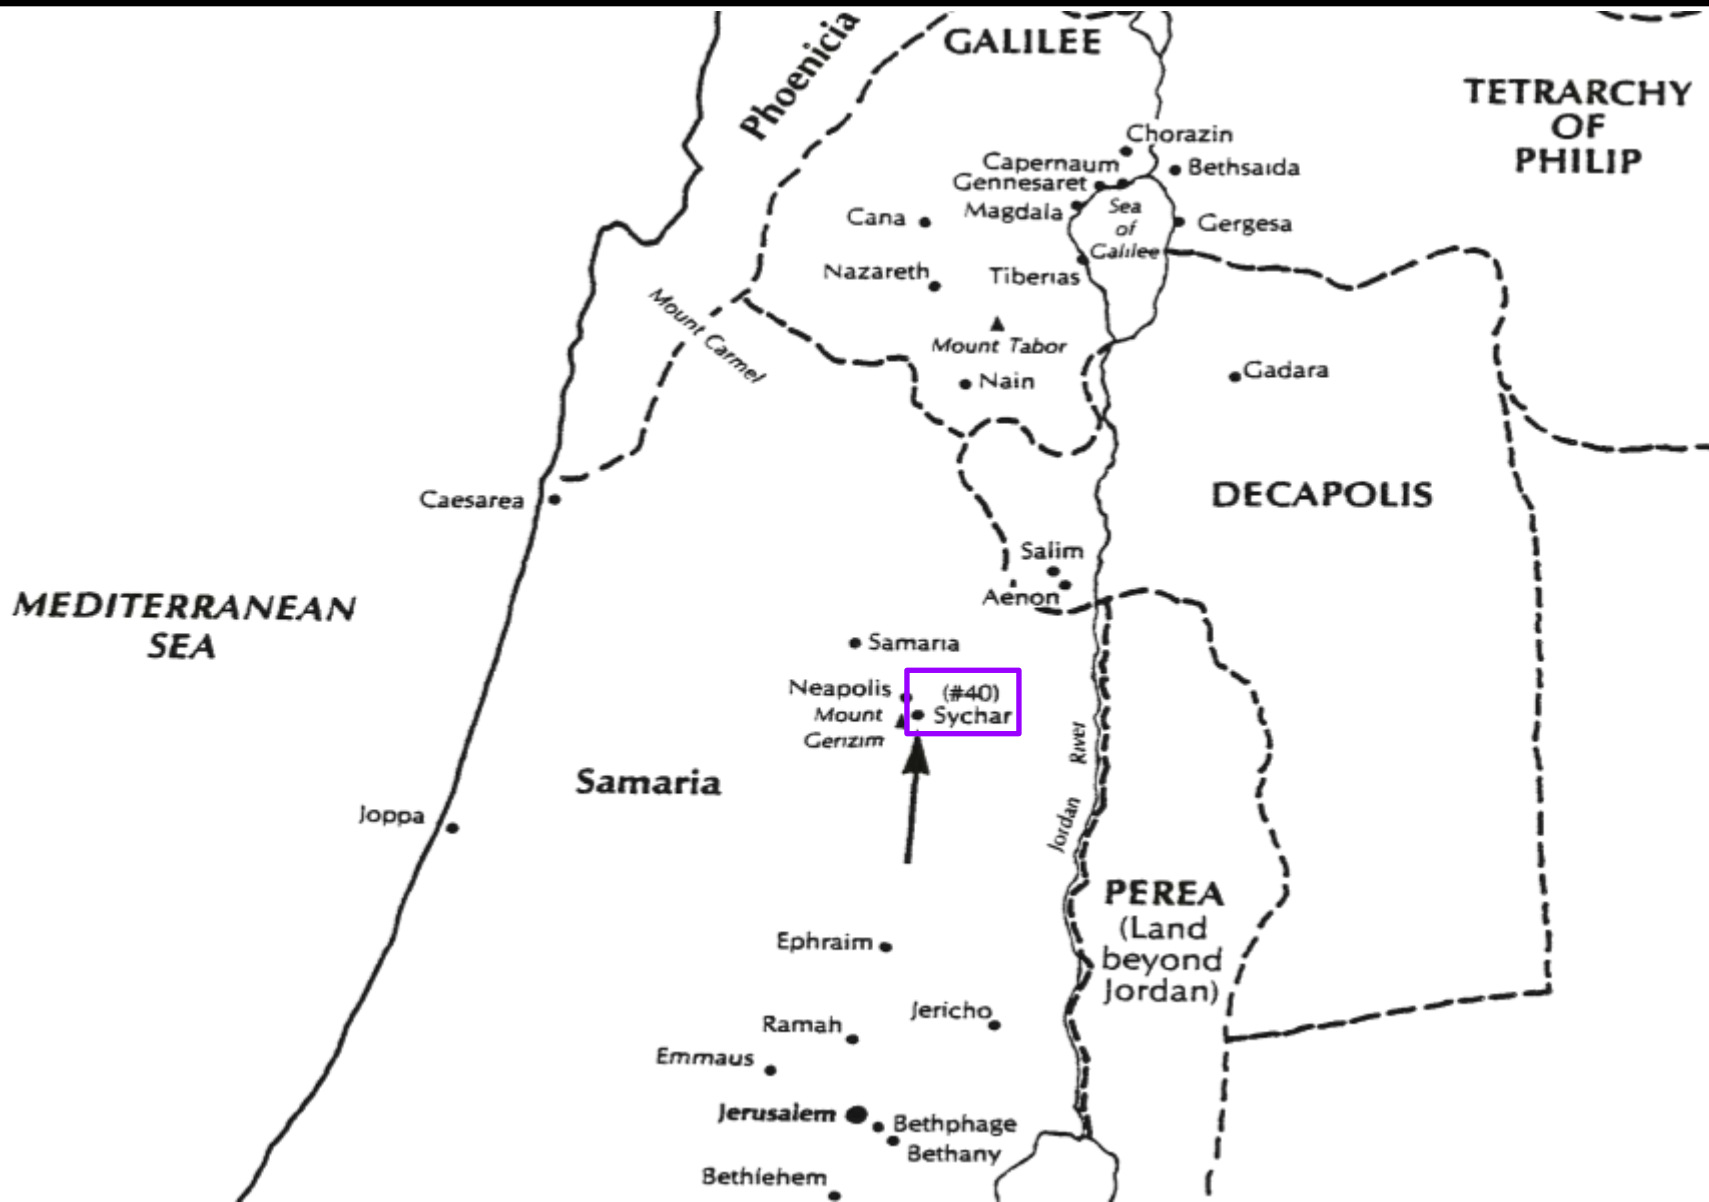 Phoenicia
GALILEE
TETRARCHY
OF
PHILIP
Chorazin
Capernaum
Bethsaida
Gennesaret
Magdala
Sea
of
Galilee
Cana
Gergesa
Nazareth
Tiberias
Mount Carmel
Mount Tabor
Nain
Gadara
Caesarea
DECAPOLIS
Salim
Aenon
MEDITERRANEAN
SEA
Samaria
Neapolis
(#40)
Sychar
Mount
Gerizim
Samaria
Jordan River
Joppa
PEREA
(Land
beyond
Jordan)
Ephraim
Jericho
Ramah
Emmaus
Jerusalem
Bethphage
Bethany
Bethlehem